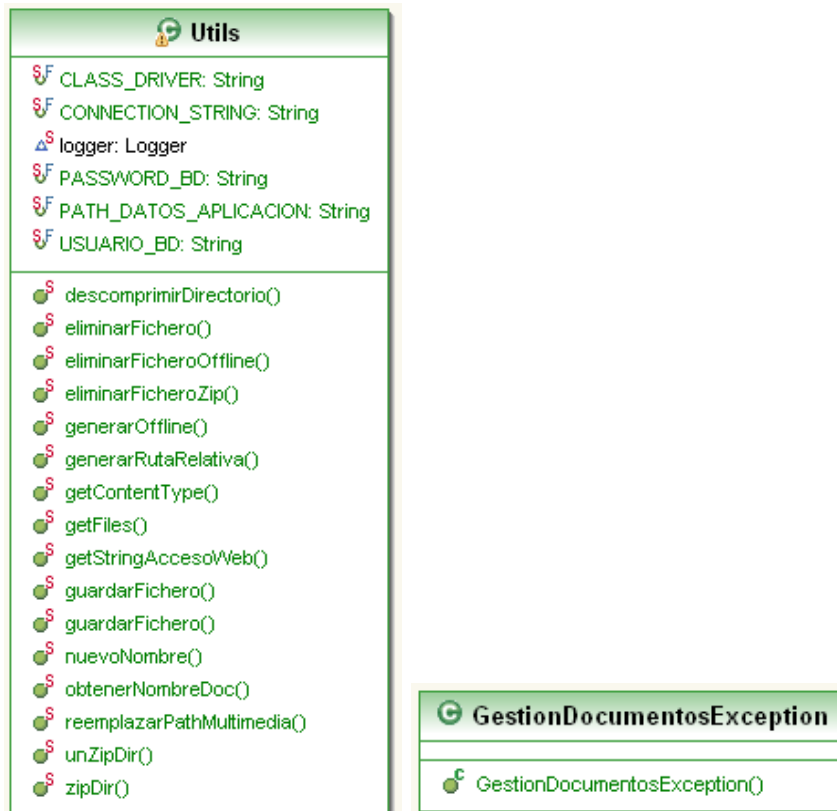 Utils
CLASS_DRIVER: String
CONNECTION_STRING: String
logger: Logger
PASSWORD_BD: String
PATH_DATOS_APLICACION: String
USUARIO_BD: String
descomprimirDirectorio()
eliminarFichero()
eliminarFicheroOffline()
eliminarFicheroZip()
generarOffline()
generarRutaRelativa()
getContentType()
getFiles()
getStringAccesoWeb()
guardarFichero()
guardarFichero()
nuevoNombre()
obtenerNombreDoc()
reemplazarPathMultimedia()
unZipDir()
zipDir()
GestionDocumentosException
GestionDocumentosException()